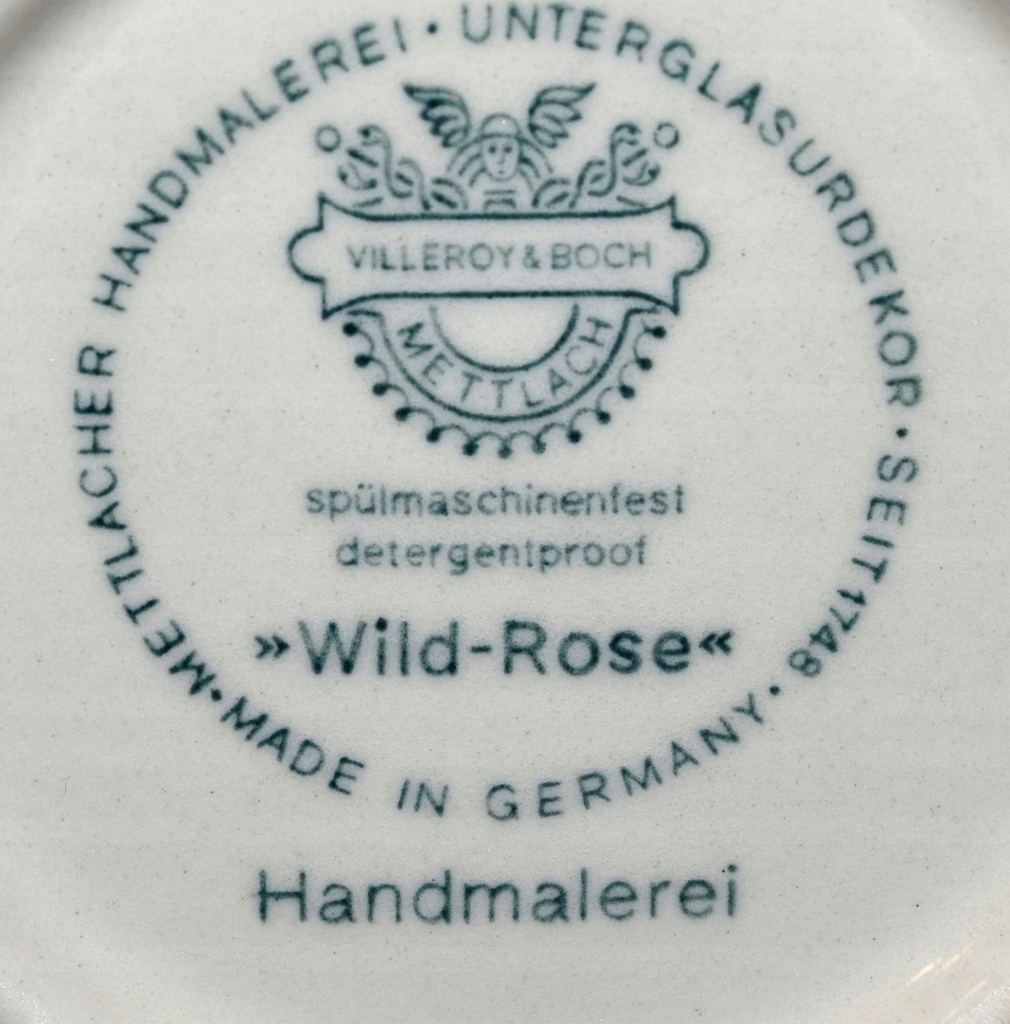 METTLACHER HANDMALEREI · UNTERGLASURDEKOR · SEIT 1748 · MADE IN GERMANY ·
VILLEROY & BOCH
METTLACH
spülmaschinenfest
detergentproof
»Wild-Rose«
Handmalerei